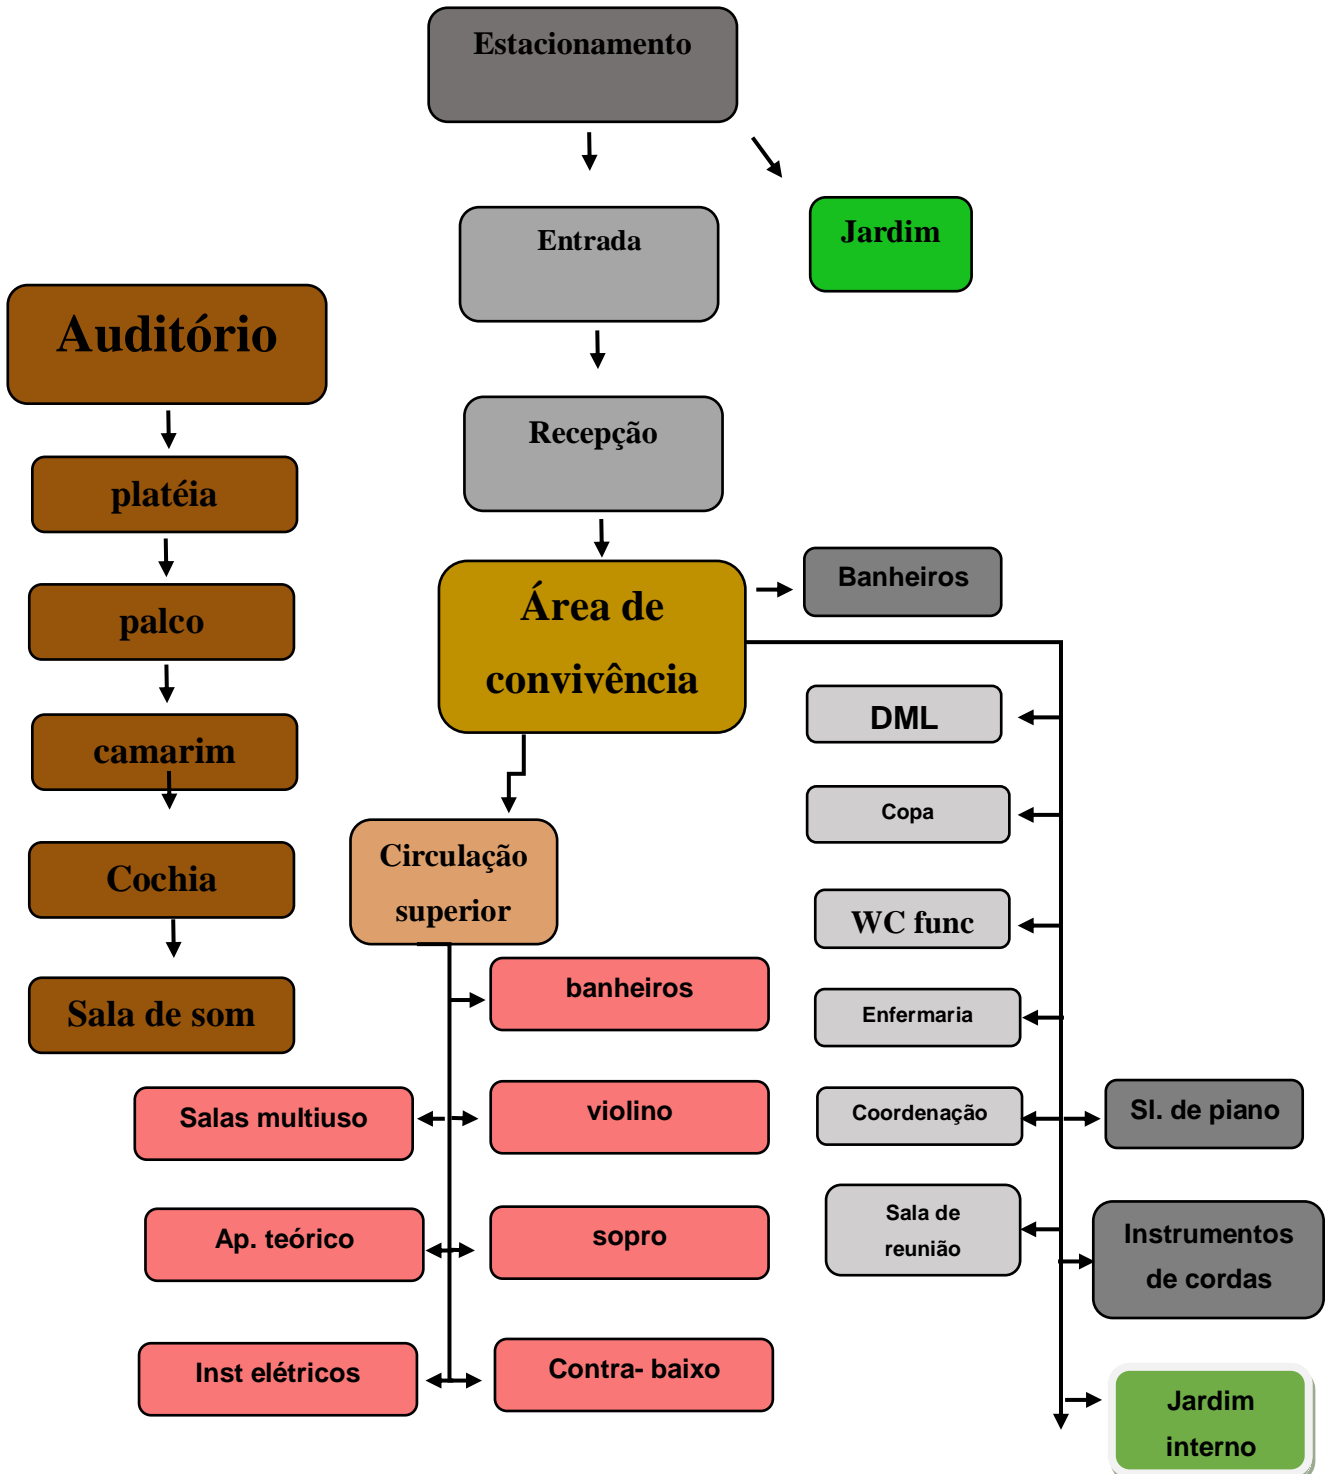 Estacionamento
Entrada
Jardim
Recepção
Área de
convivência
Banheiros
DML
Copa
WC func
Enfermaria
Coordenação
Sala de
reunião
Sl. de piano
Instrumentos
de cordas
Jardim
interno
Circulação
superior
banheiros
Salas multiuso
violino
Ap. teórico
sopro
Inst elétricos
Contra- baixo
Auditório
platéia
palco
camarim
Cochia
Sala de som